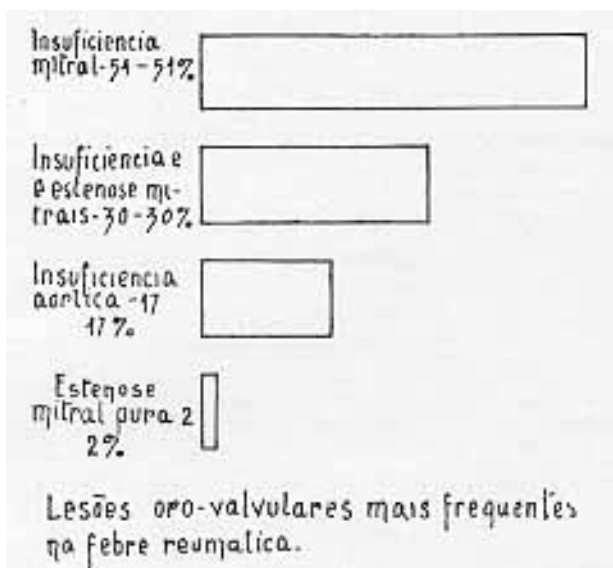 Insuficiencia
mitral-51-51%
Insuficiência e
e estenose mi-
trais-30-30%
Insuficiencia
aortica -17
17%
Estenose
mitral pura 2
2%
Lesões oro-valvulares mais frequentes
na febre reumatica.